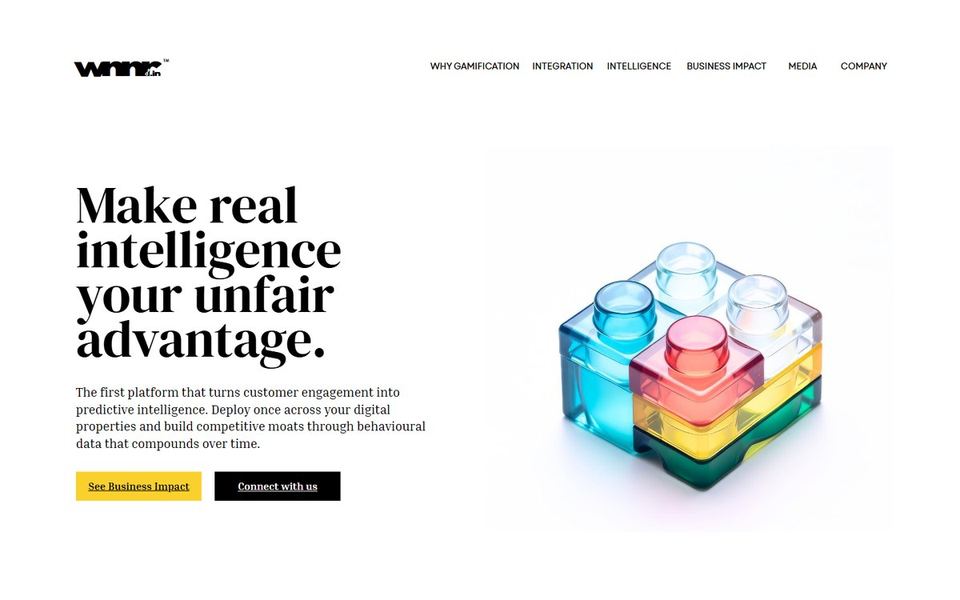 wnnr.in™
WHY GAMIFICATION INTEGRATION INTELLIGENCE BUSINESS IMPACT MEDIA COMPANY
Make real
intelligence
your unfair
advantage.
The first platform that turns customer engagement into
predictive intelligence. Deploy once across your digital
properties and build competitive moats through behavioural
data that compounds over time.
See Business Impact Connect with us